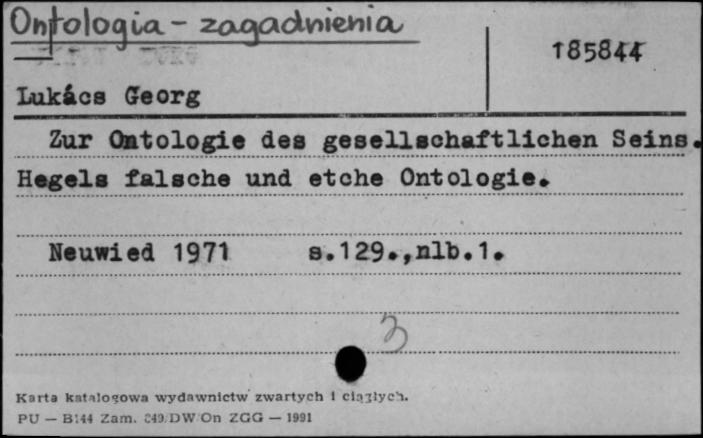 Ontologia - zagadnienia
185844
Lukács Georg
Zur Ontologie des gesellschaftlichen Seins.
Hegels falsche und etche Ontologie.
Neuwied 1971 s.129.,nlb.1.
3
Karta katalogowa wydawnictw zwartych i ciągłych.
PU — B144 Zam. 349/DW/On ZGG — 1991